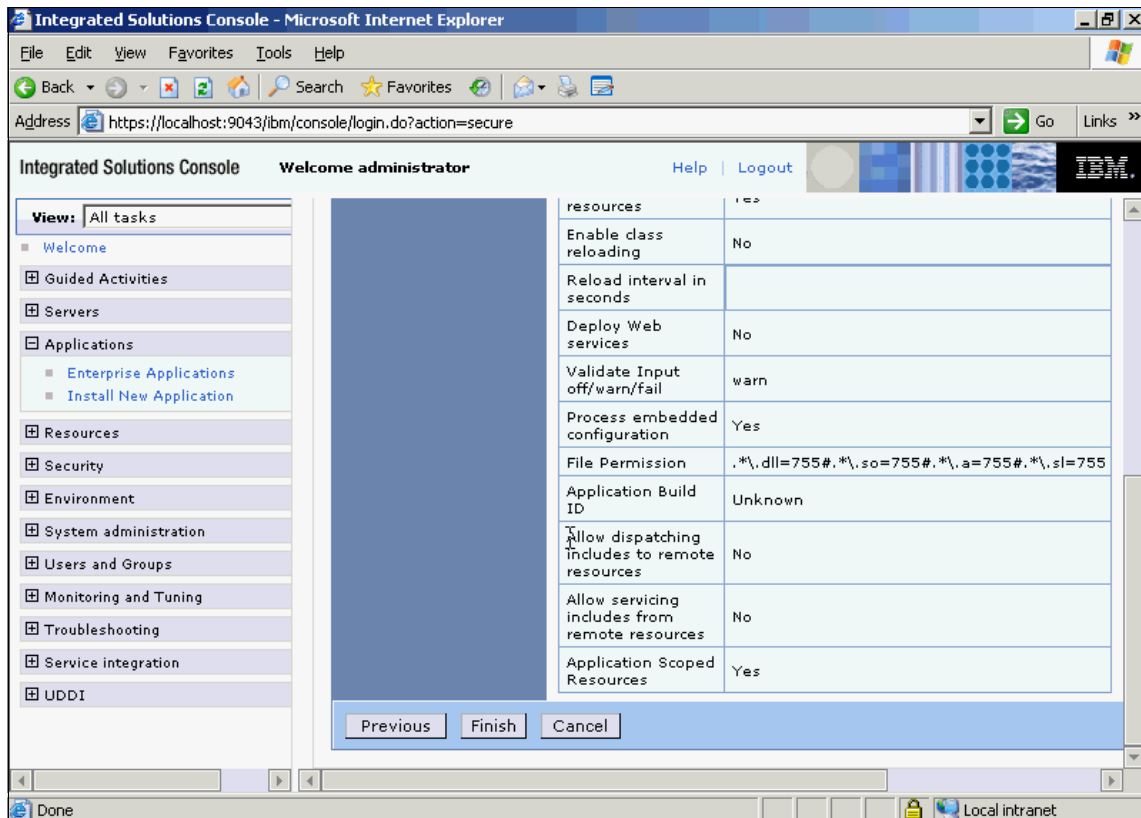 Integrated Solutions Console - Microsoft Internet Explorer
File Edit View Favorites Tools Help
Back Search Favorites
Address https://localhost:9043/ibm/console/login.do?action=secure Go Links »
Integrated Solutions Console Welcome administrator Help | Logout IBM.
View: All tasks
Welcome
Guided Activities
Servers
Applications
Enterprise Applications
Install New Application
Resources
Security
Environment
System administration
Users and Groups
Monitoring and Tuning
Troubleshooting
Service integration
UDDI
resources Yes
Enable class
reloading
No
Reload interval in
seconds
Deploy Web
services
No
Validate Input
off/warn/fail
warn
Process embedded
configuration
Yes
File Permission .*\.dll=755#.*\.so=755#.*\.a=755#.*\.sl=755
Application Build
ID
Unknown
Allow dispatching
includes to remote
resources
No
Allow servicing
includes from
remote resources
No
Application Scoped
Resources
Yes
Previous Finish Cancel
Done Local intranet